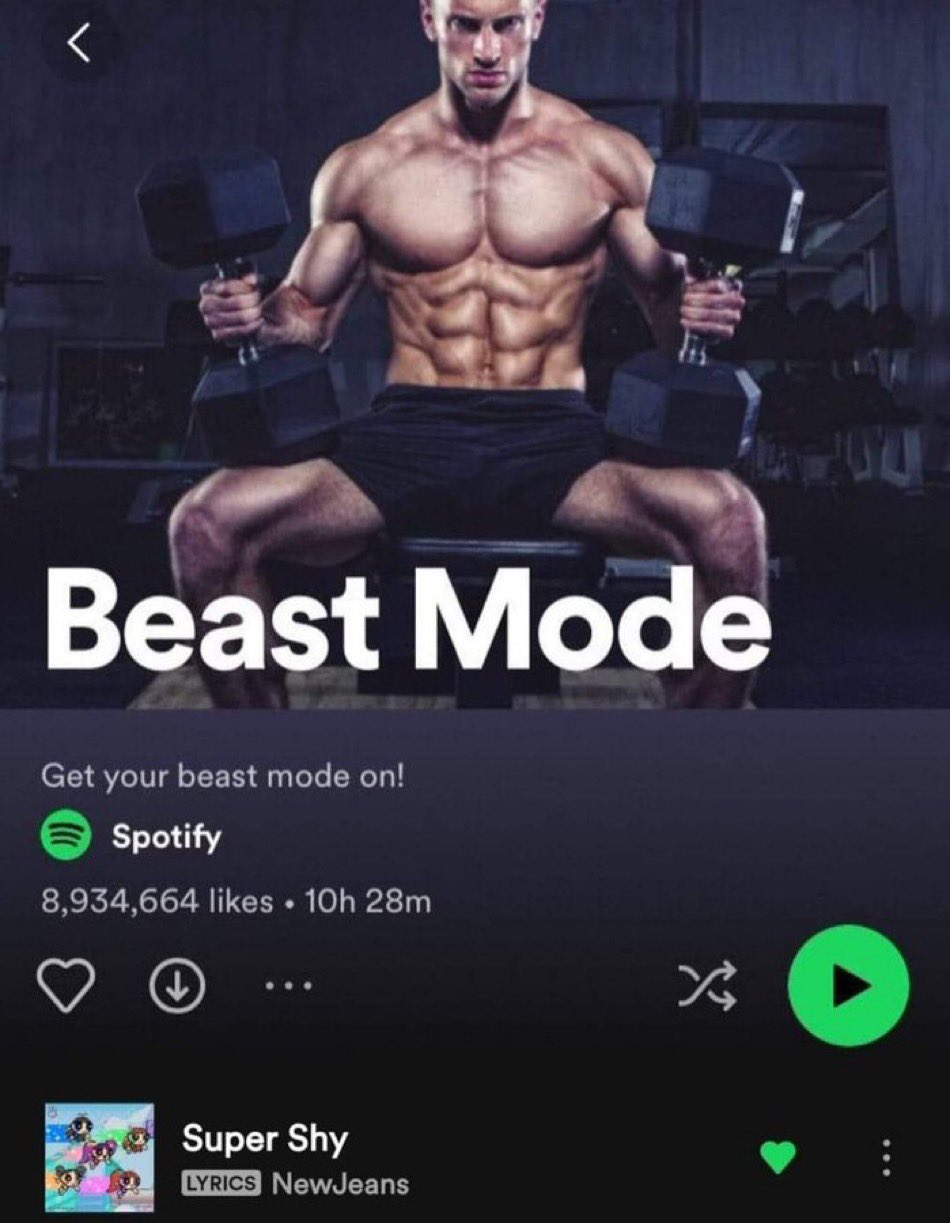 Beast Mode
Get your beast mode on!
Spotify
8,934,664 likes • 10h 28m
Super Shy
LYRICS NewJeans